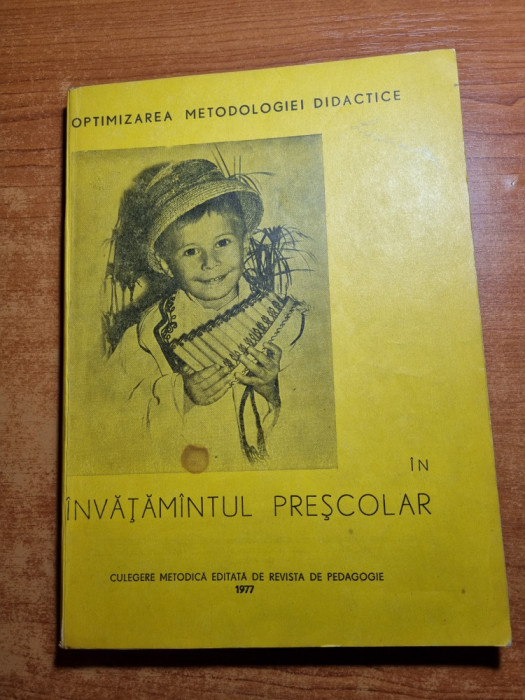 OPTIMIZAREA METODOLOGIEI DIDACTICE
ÎN
ÎNVĂŢĂMÎNTUL PREŞCOLAR
CULEGERE METODICĂ EDITATĂ DE REVISTA DE PEDAGOGIE
1977